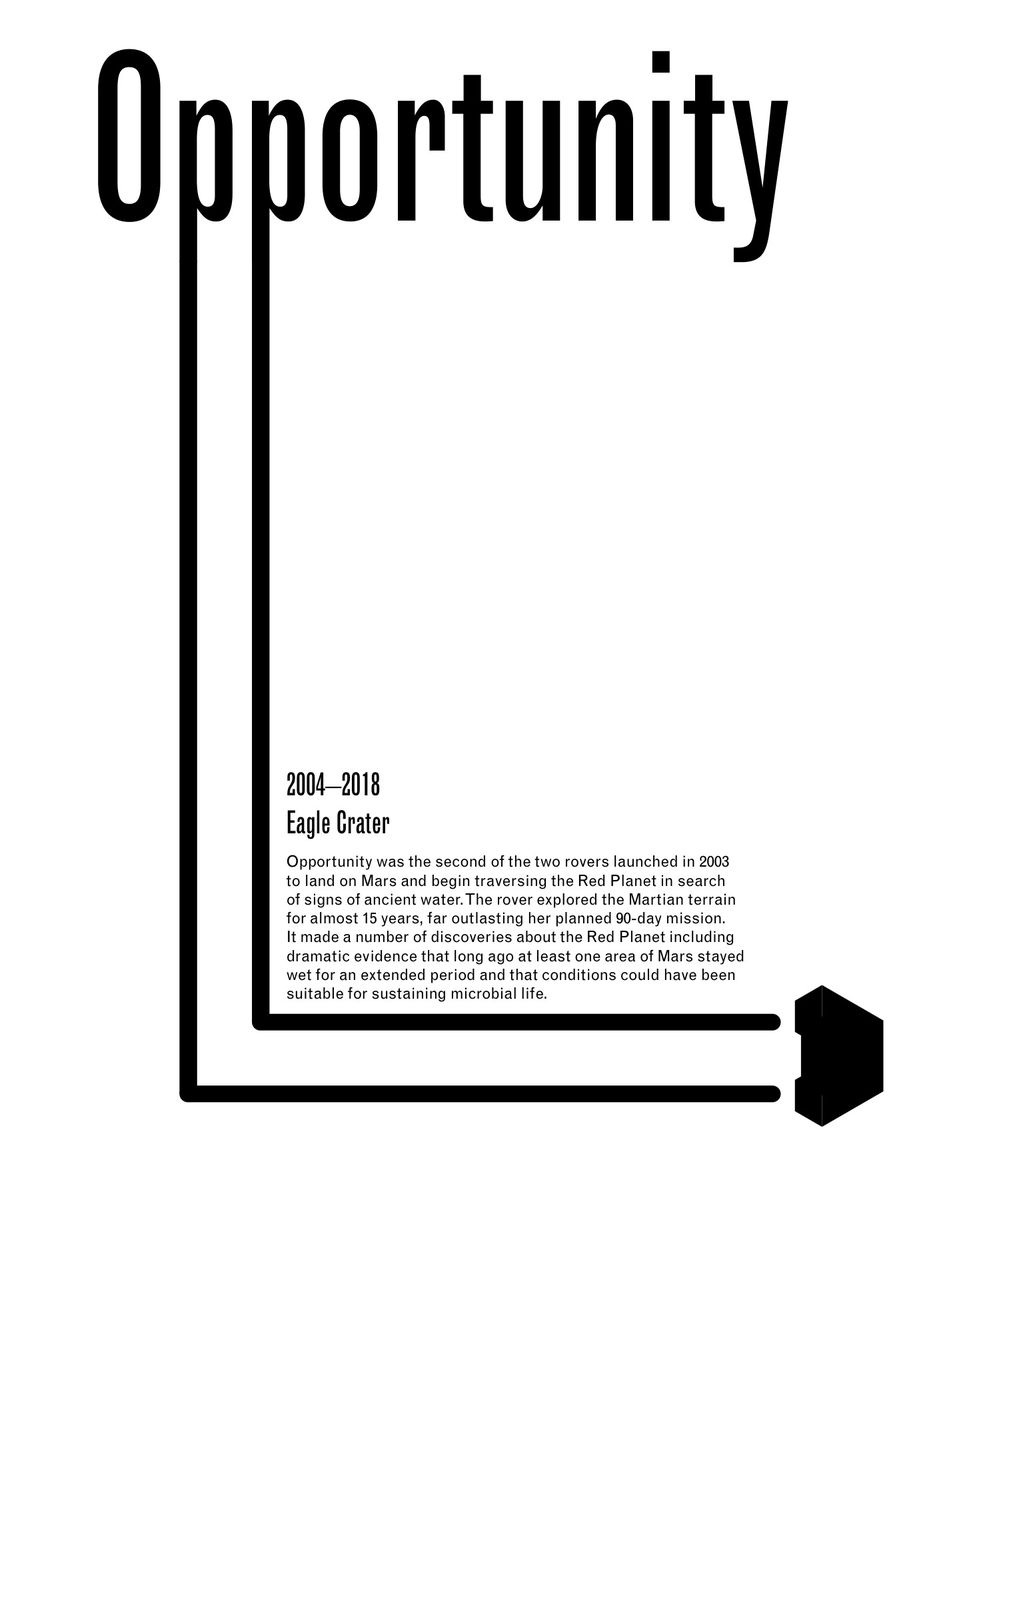 Opportunity
2004–2018
Eagle Crater
Opportunity was the second of the two rovers launched in 2003
to land on Mars and begin traversing the Red Planet in search
of signs of ancient water. The rover explored the Martian terrain
for almost 15 years, far outlasting her planned 90-day mission.
It made a number of discoveries about the Red Planet including
dramatic evidence that long ago at least one area of Mars stayed
wet for an extended period and that conditions could have been
suitable for sustaining microbial life.